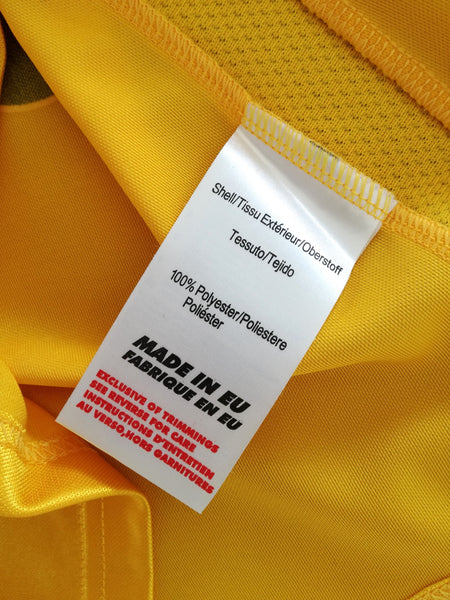 Shell/Tissu Extérieur/Oberstoff
Tessuto/Tejido
100% Polyester/Poliestere
Poliéster
MADE IN EU
FABRIQUE EN EU
EXCLUSIVE OF TRIMMINGS
SEE REVERSE FOR CARE
INSTRUCTIONS D'ENTRETIEN
AU VERSO,HORS GARNITURES